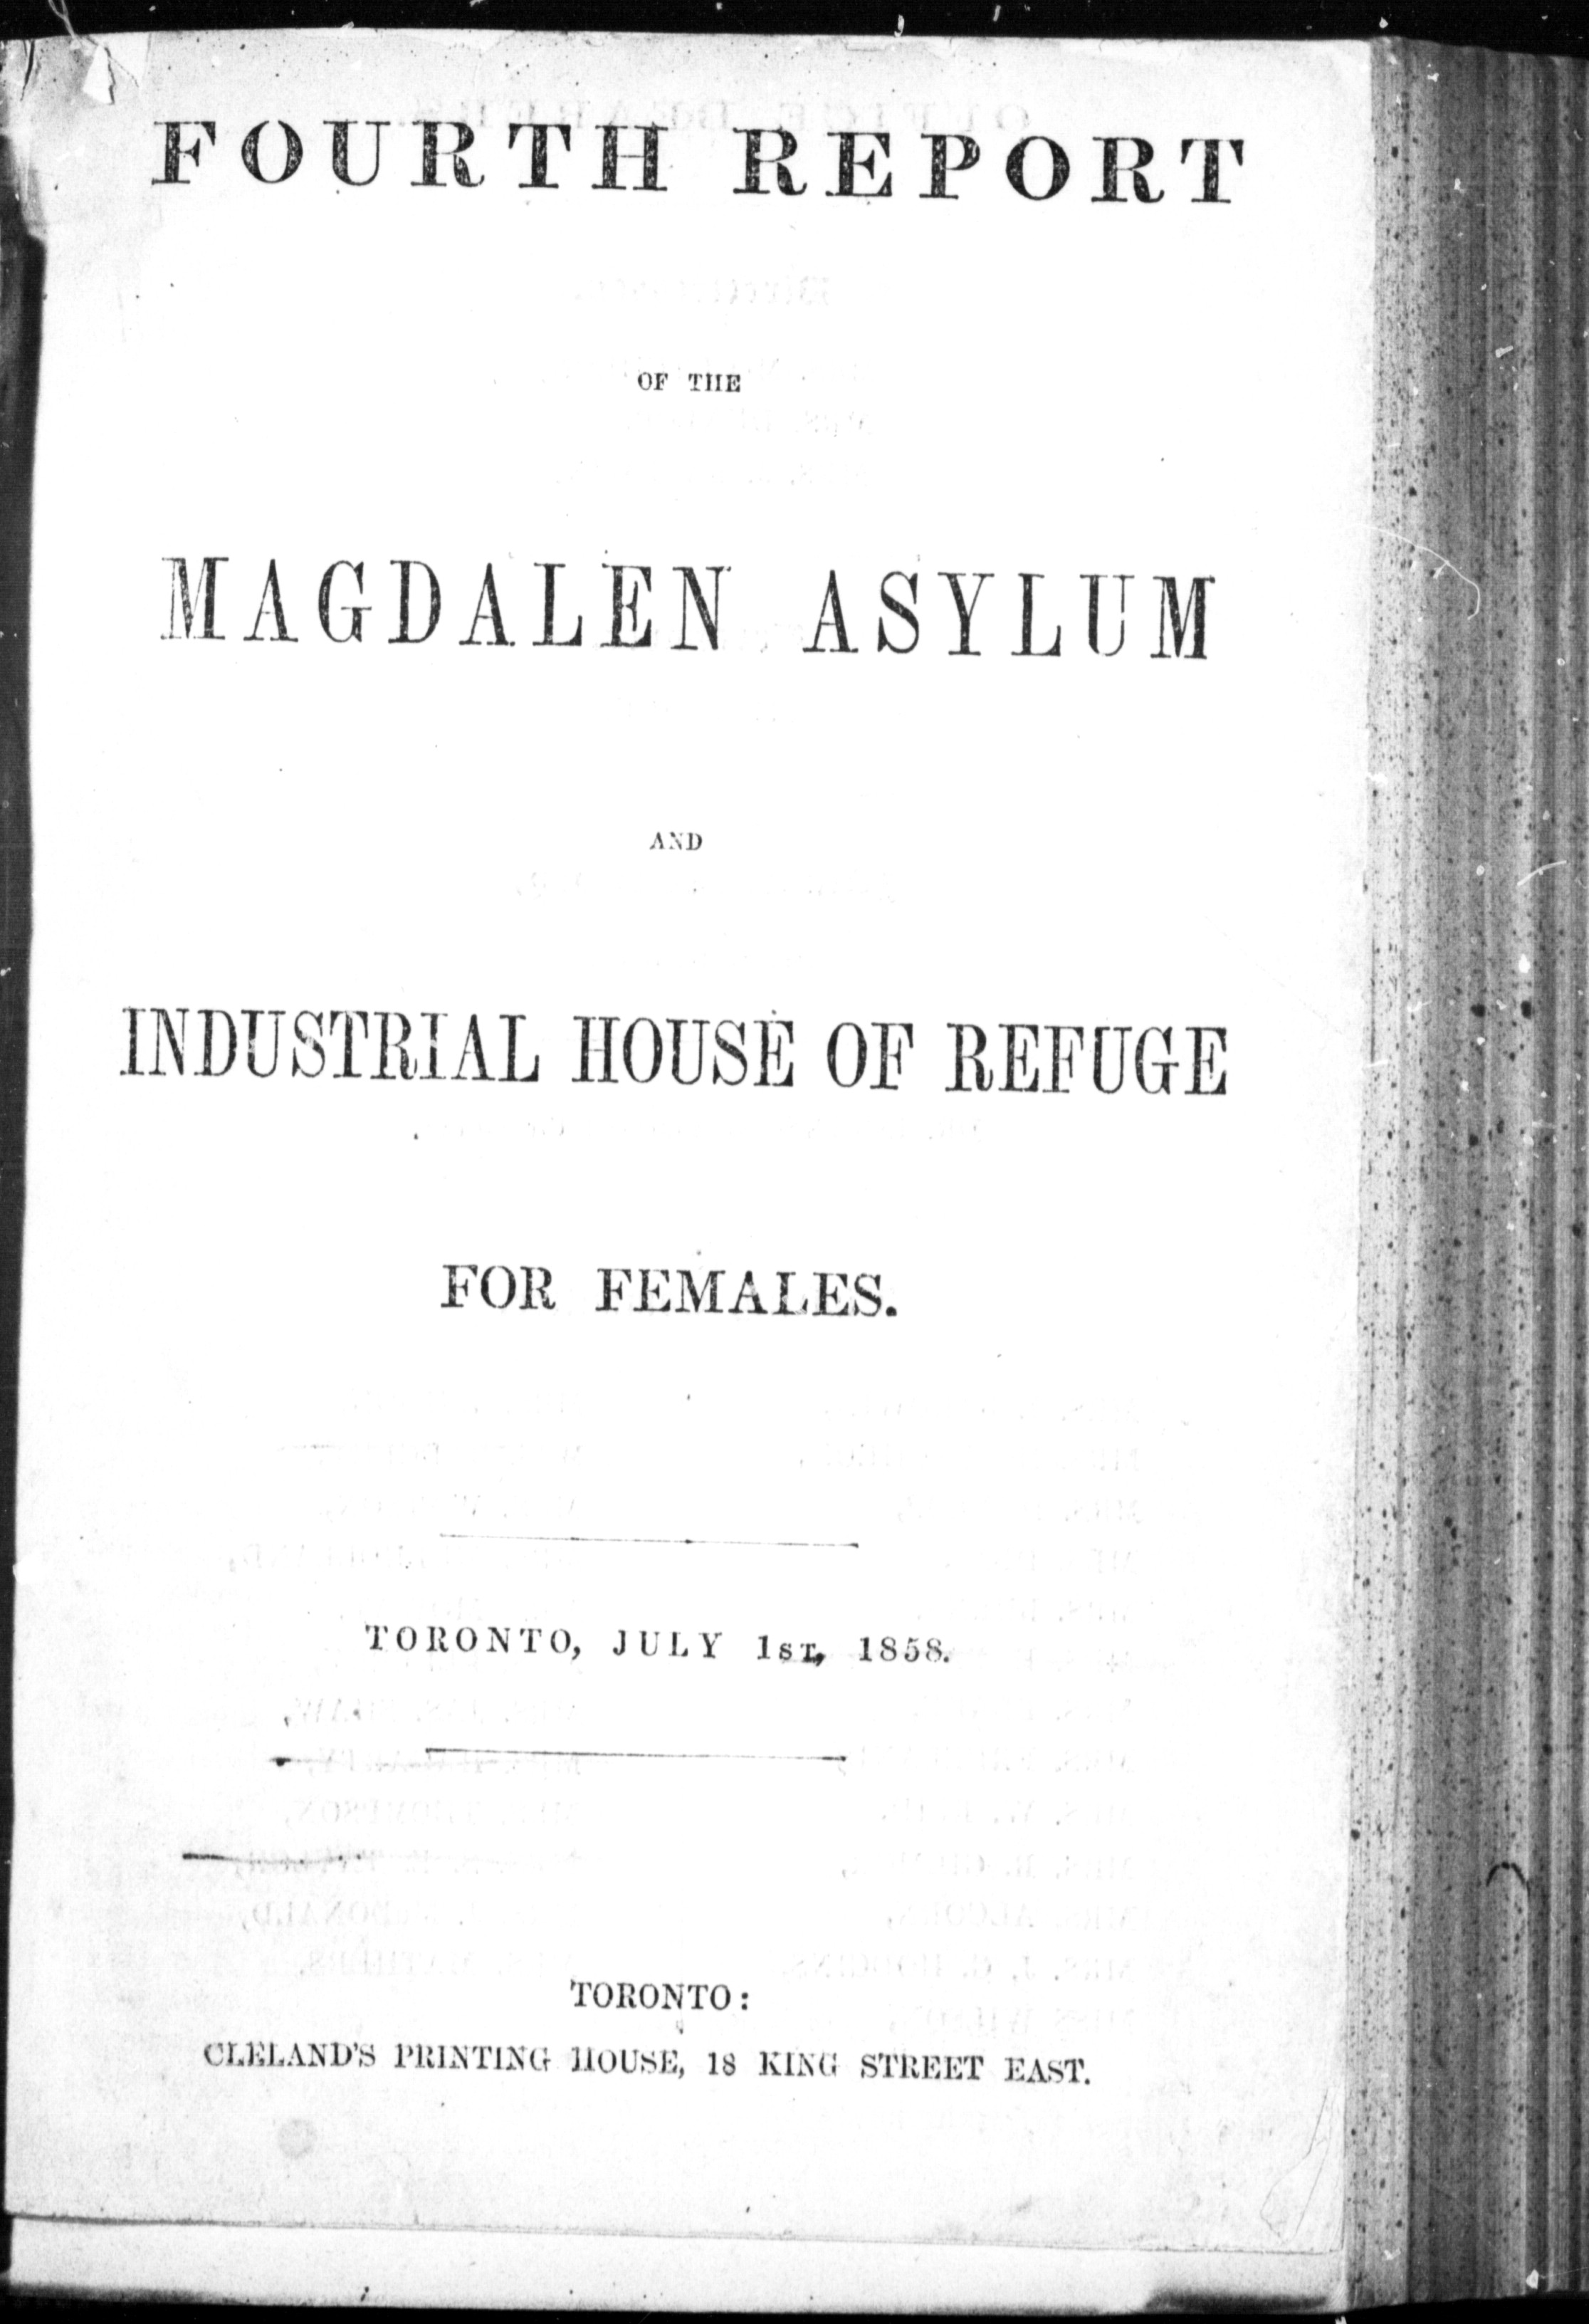 FOURTH REPORT
OF THE
MAGDALEN ASYLUM
AND
INDUSTRIAL HOUSE OF REFUGE
FOR FEMALES.
TORONTO, JULY 1ST, 1858.
TORONTO:
CLELAND'S PRINTING HOUSE, 18 KING STREET EAST.